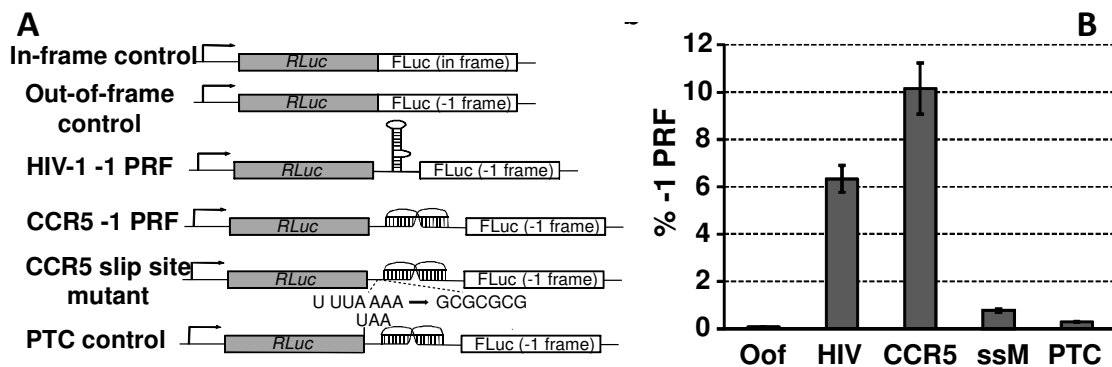 A
In-frame control
RLuc
FLuc (in frame)
Out-of-frame
control
RLuc
FLuc (-1 frame)
HIV-1 -1 PRF
RLuc
FLuc (-1 frame)
CCR5 -1 PRF
RLuc
FLuc (-1 frame)
CCR5 slip site
mutant
RLuc
FLuc (-1 frame)
U UUA AAA → GCGCGCG
UAA
PTC control
RLuc
FLuc (-1 frame)
B
% -1 PRF
12
10
8
6
4
2
0
Oof HIV CCR5 ssM PTC